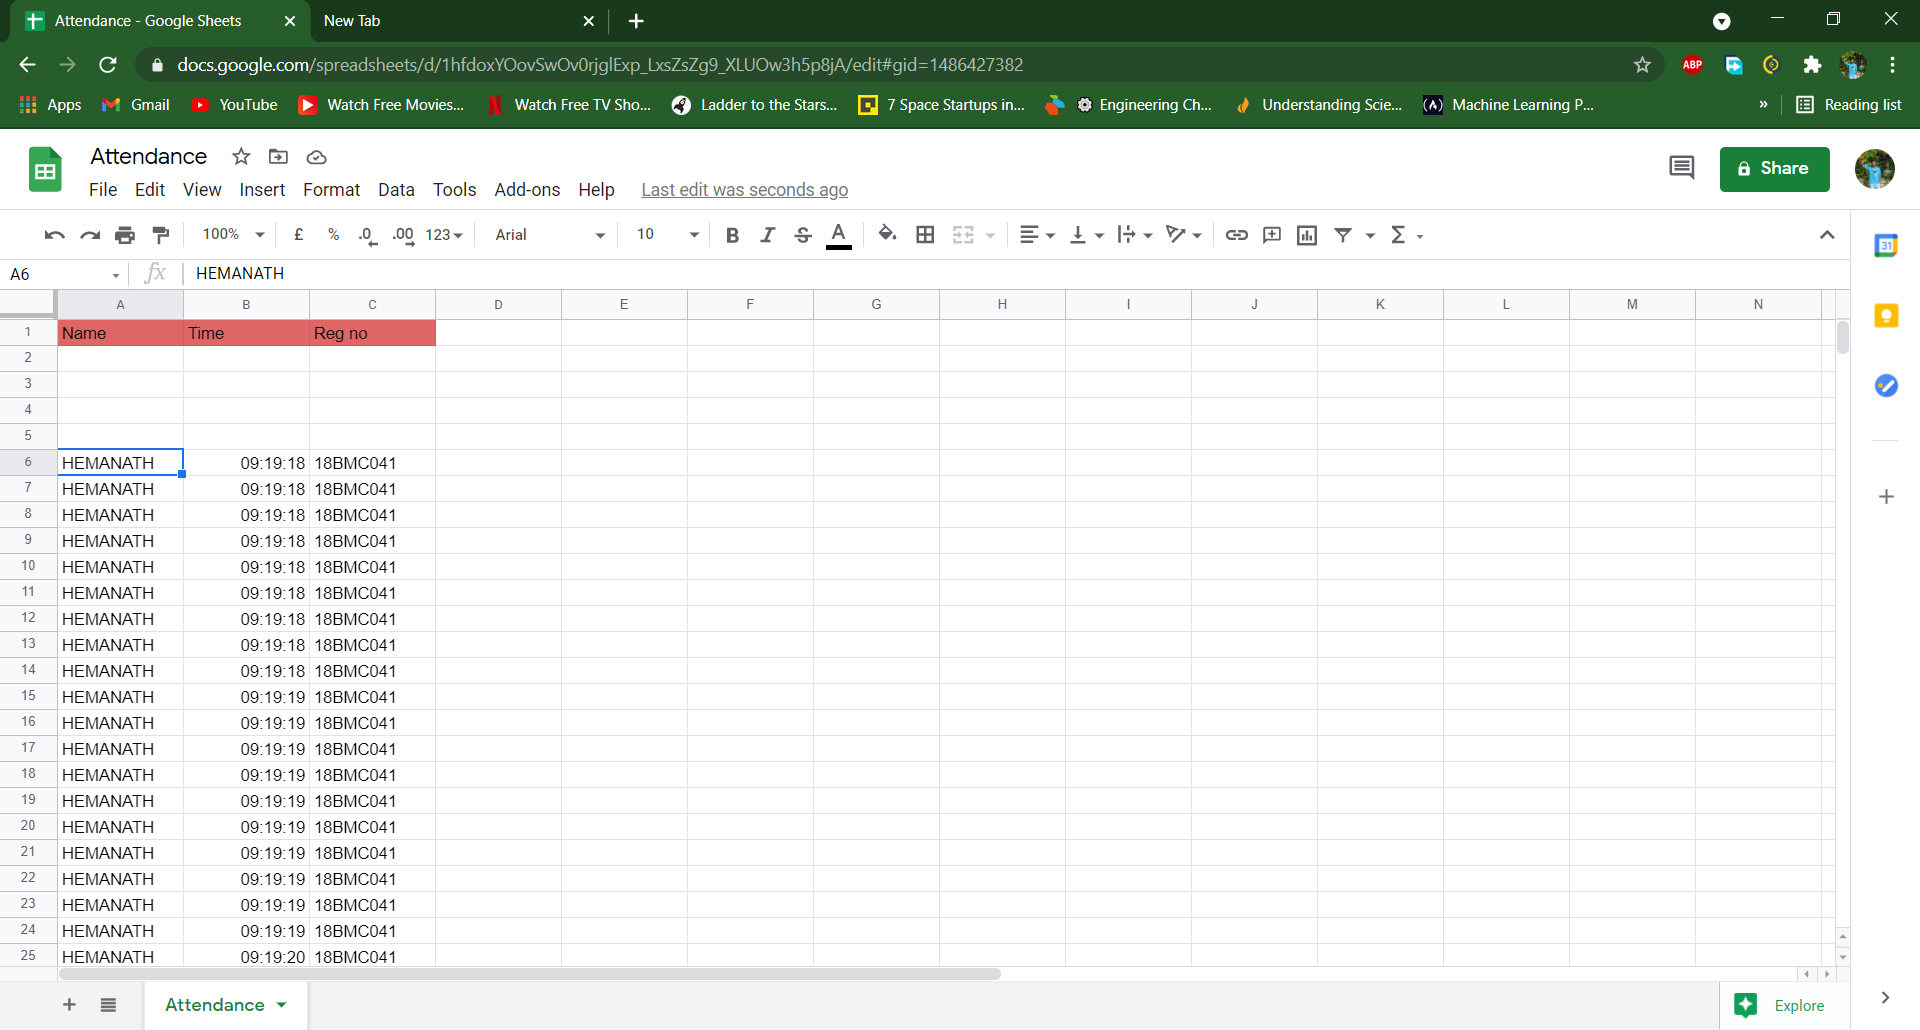 Attendance - Google Sheets
New Tab
docs.google.com/spreadsheets/d/1hfdoxYOovSwOv0rjglExp_LxsZsZg9_XLUOw3h5p8jA/edit#gid=1486427382
ABP
Apps Gmail YouTube Watch Free Movies... Watch Free TV Sho... Ladder to the Stars... 7 Space Startups in... Engineering Ch... Understanding Scie... Machine Learning P... » Reading list
Attendance
Share
File Edit View Insert Format Data Tools Add-ons Help Last edit was seconds ago
100% £ % .0 .00 123 Arial 10 B I S A Σ
31
A6 fx HEMANATH
A B C D E F G H I J K L M N
1 Name Time Reg no
2
3
4
5
6 HEMANATH 09:19:18 18BMC041
7 HEMANATH 09:19:18 18BMC041
8 HEMANATH 09:19:18 18BMC041
9 HEMANATH 09:19:18 18BMC041
10 HEMANATH 09:19:18 18BMC041
11 HEMANATH 09:19:18 18BMC041
12 HEMANATH 09:19:18 18BMC041
13 HEMANATH 09:19:18 18BMC041
14 HEMANATH 09:19:18 18BMC041
15 HEMANATH 09:19:19 18BMC041
16 HEMANATH 09:19:19 18BMC041
17 HEMANATH 09:19:19 18BMC041
18 HEMANATH 09:19:19 18BMC041
19 HEMANATH 09:19:19 18BMC041
20 HEMANATH 09:19:19 18BMC041
21 HEMANATH 09:19:19 18BMC041
22 HEMANATH 09:19:19 18BMC041
23 HEMANATH 09:19:19 18BMC041
24 HEMANATH 09:19:19 18BMC041
25 HEMANATH 09:19:20 18BMC041
Attendance
Explore